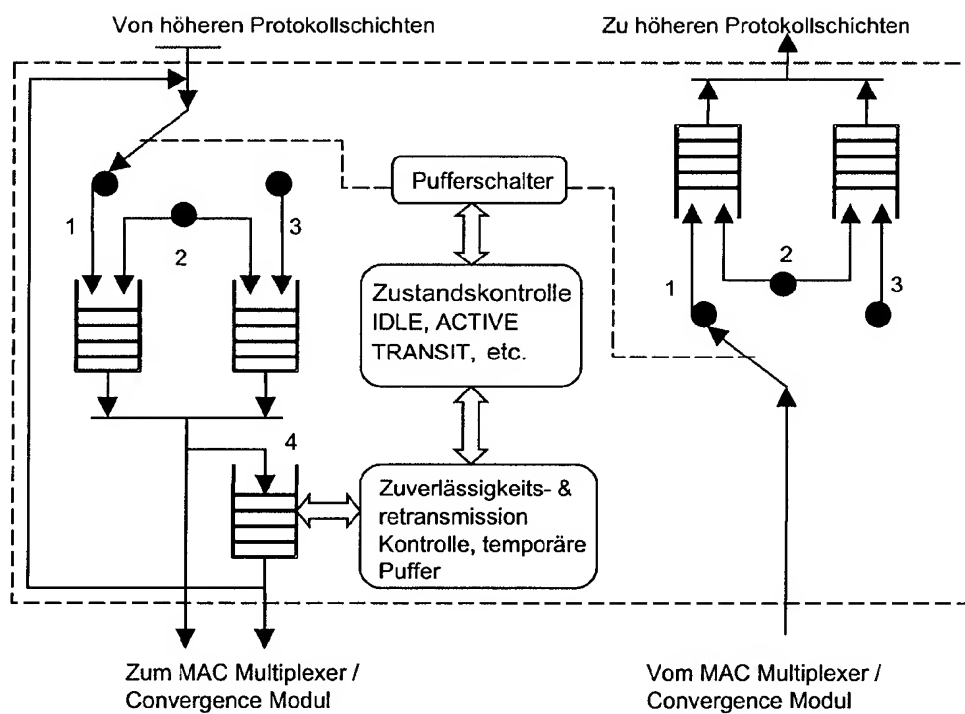 Von höheren Protokollschichten
Zu höheren Protokollschichten
Pufferschalter
1
2
3
Zustandskontrolle
IDLE, ACTIVE
TRANSIT, etc.
1
2
3
4
Zuverlässigkeits- &
retransmission
Kontrolle, temporäre
Puffer
Zum MAC Multiplexer /
Convergence Modul
Vom MAC Multiplexer /
Convergence Modul